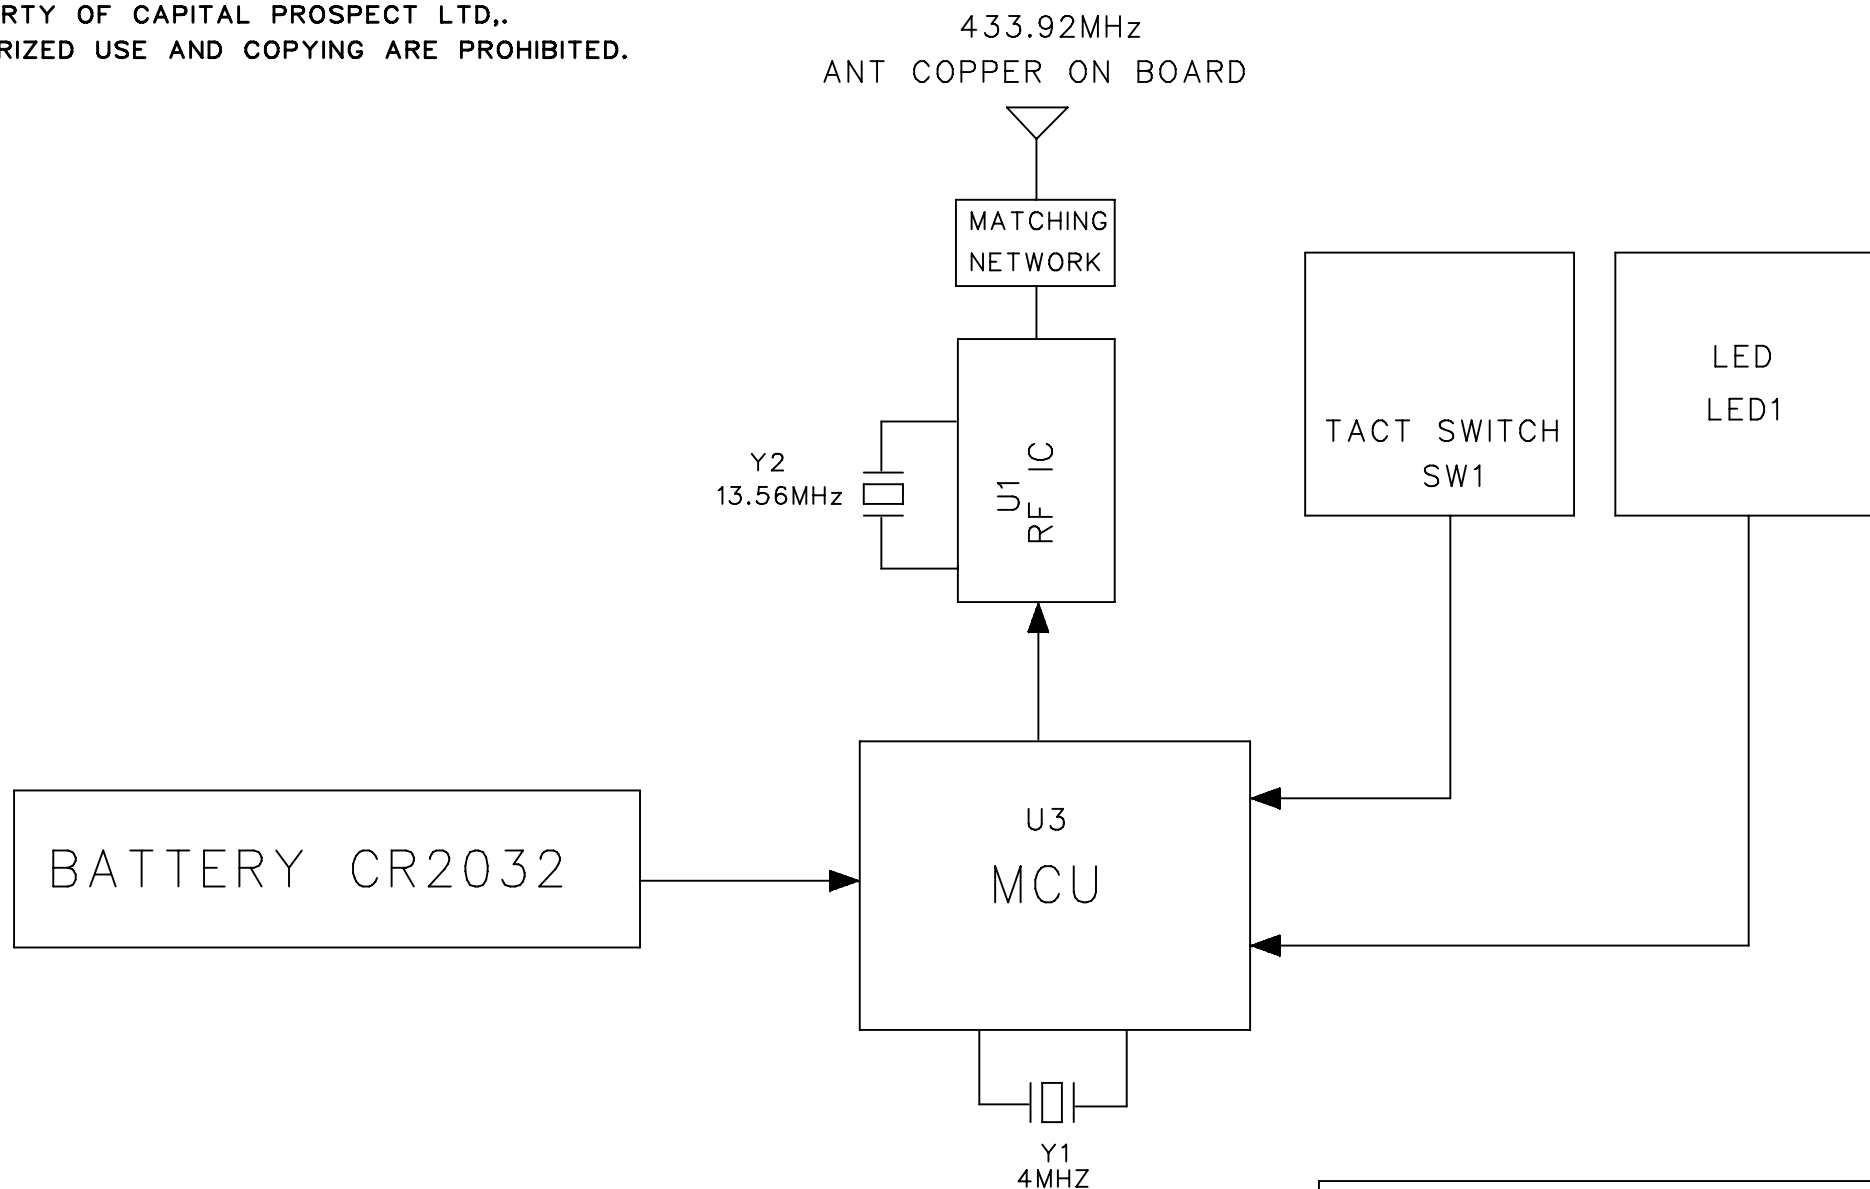 RTY OF CAPITAL PROSPECT LTD,.
RIZED USE AND COPYING ARE PROHIBITED.
433.92MHz
ANT COPPER ON BOARD
MATCHING
NETWORK
LED
LED1
TACT SWITCH
SW1
Y2
13.56MHz
U1
RF IC
U3
MCU
BATTERY CR2032
Y1
4MHZ